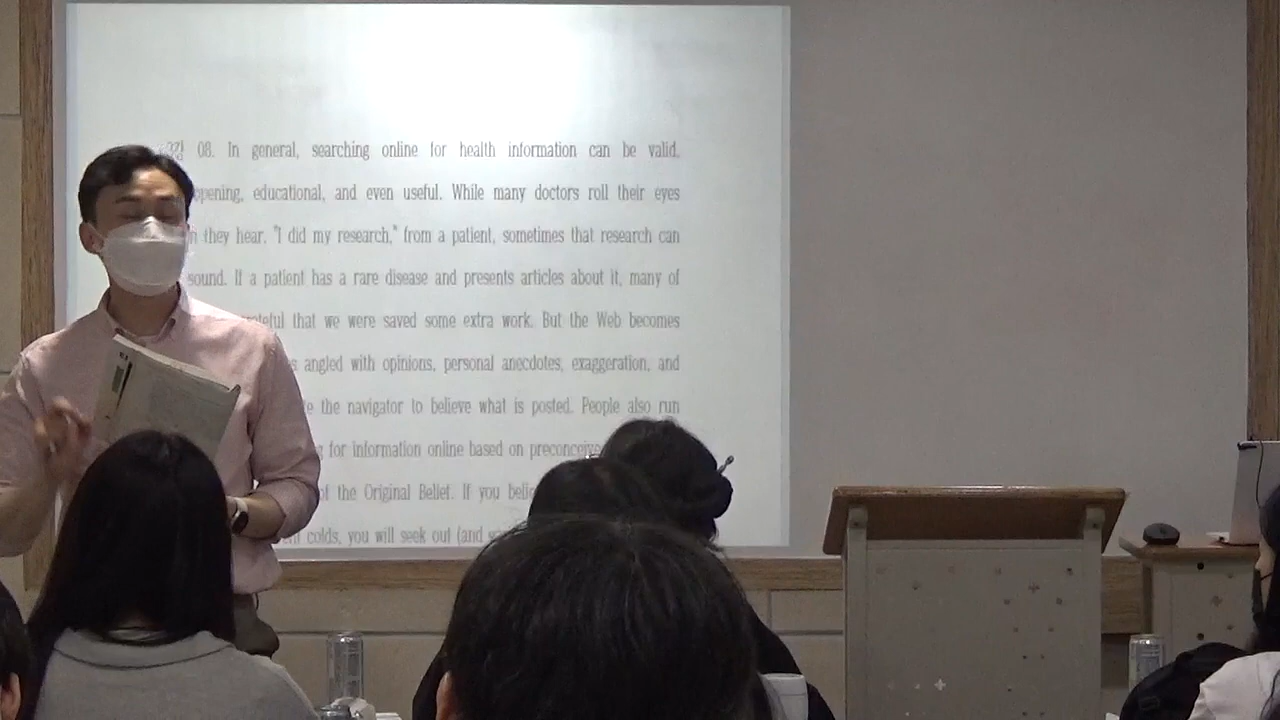 08. In general, searching online for health information can be valid,
educational, and even useful. While many doctors roll their eyes
they hear, "I did my research," from a patient, sometimes that research can
sound. If a patient has a rare disease and presents articles about it, many of
that we were saved some extra work. But the Web becomes
angled with opinions, personal anecdotes, exaggeration, and
the navigator to believe what is posted. People also run
for information online based on
of the Original Belief. If you
colds, you will seek out (and